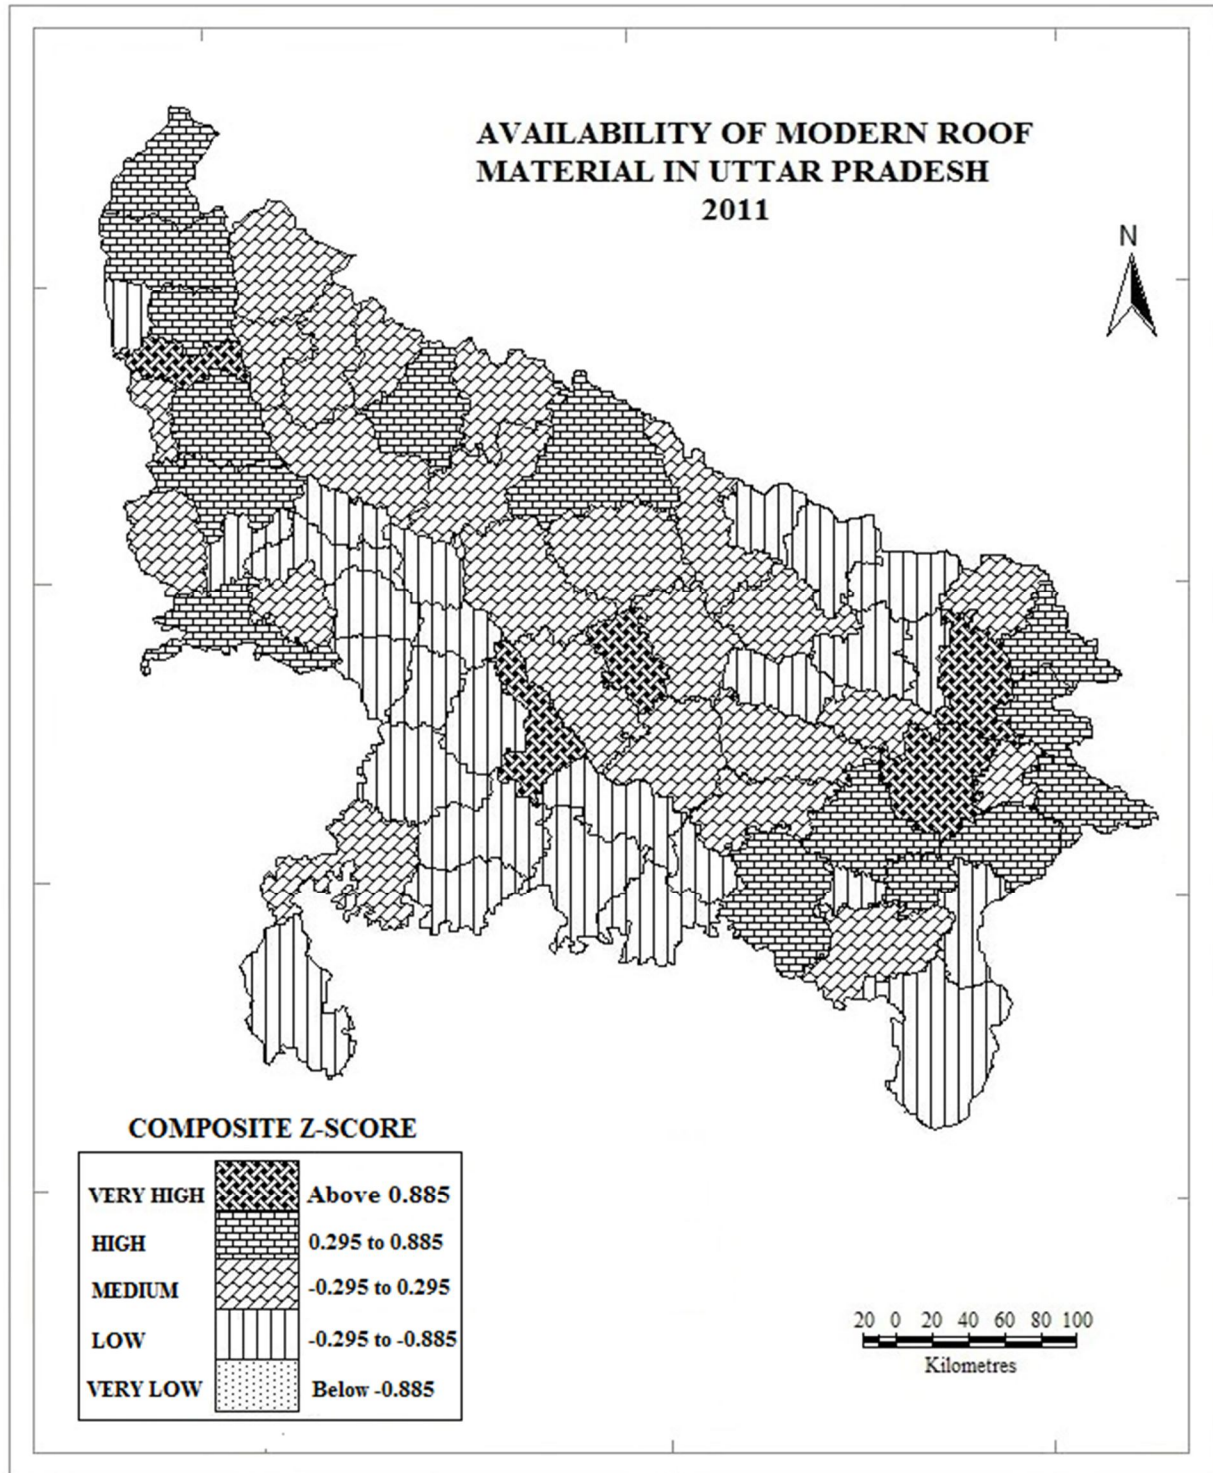 AVAILABILITY OF MODERN ROOF
MATERIAL IN UTTAR PRADESH
2011
N
COMPOSITE Z-SCORE
VERY HIGH Above 0.885
HIGH 0.295 to 0.885
MEDIUM -0.295 to 0.295
LOW -0.295 to -0.885
VERY LOW Below -0.885
20 0 20 40 60 80 100
Kilometres